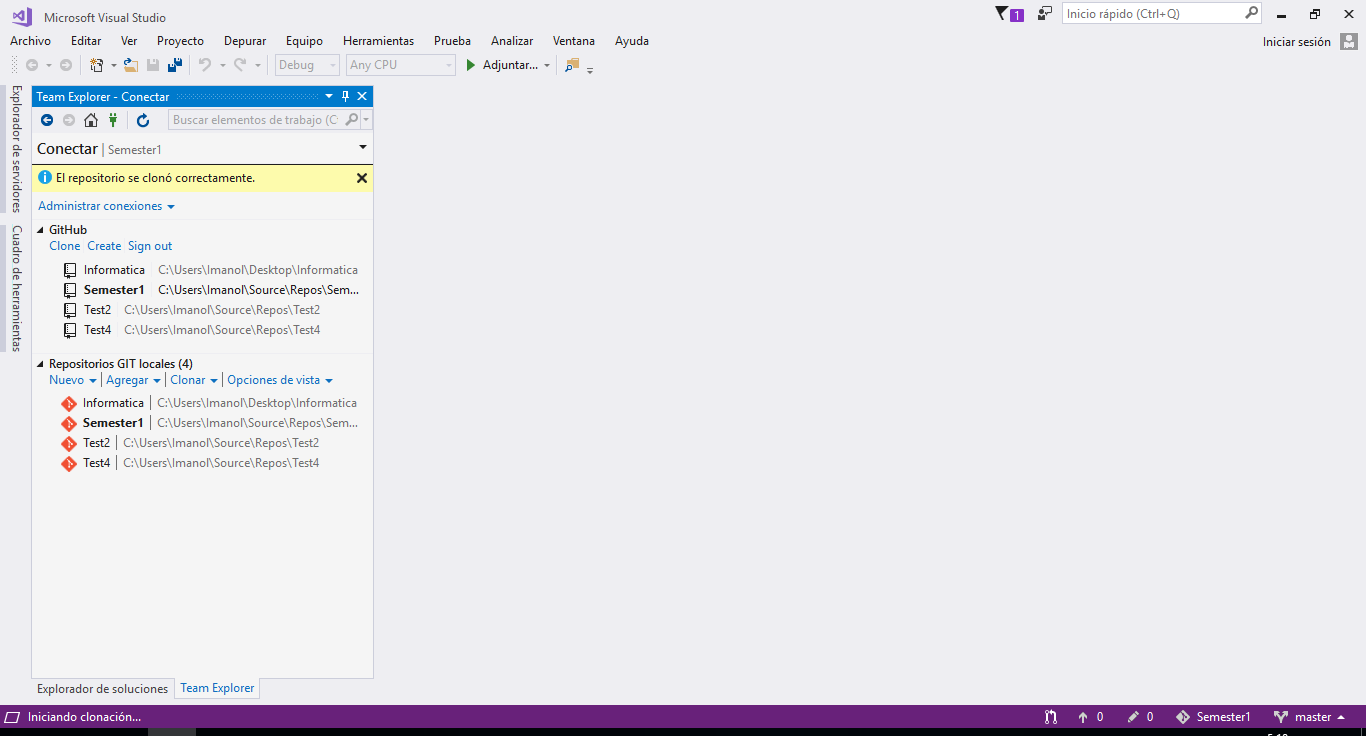 Microsoft Visual Studio
1
Inicio rápido (Ctrl+Q)
Archivo Editar Ver Proyecto Depurar Equipo Herramientas Prueba Analizar Ventana Ayuda
Iniciar sesión
Debug Any CPU Adjuntar...
Explorador de servidores
Cuadro de herramientas
Team Explorer - Conectar
Buscar elementos de trabajo (C
Conectar | Semester1
El repositorio se clonó correctamente.
Administrar conexiones
GitHub
Clone Create Sign out
Informatica C:\Users\Imanol\Desktop\Informatica
Semester1 C:\Users\Imanol\Source\Repos\Sem...
Test2 C:\Users\Imanol\Source\Repos\Test2
Test4 C:\Users\Imanol\Source\Repos\Test4
Repositorios GIT locales (4)
Nuevo | Agregar | Clonar | Opciones de vista
Informatica | C:\Users\Imanol\Desktop\Informatica
Semester1 | C:\Users\Imanol\Source\Repos\Sem...
Test2 | C:\Users\Imanol\Source\Repos\Test2
Test4 | C:\Users\Imanol\Source\Repos\Test4
Explorador de soluciones Team Explorer
Iniciando clonación... 0 0 Semester1 master